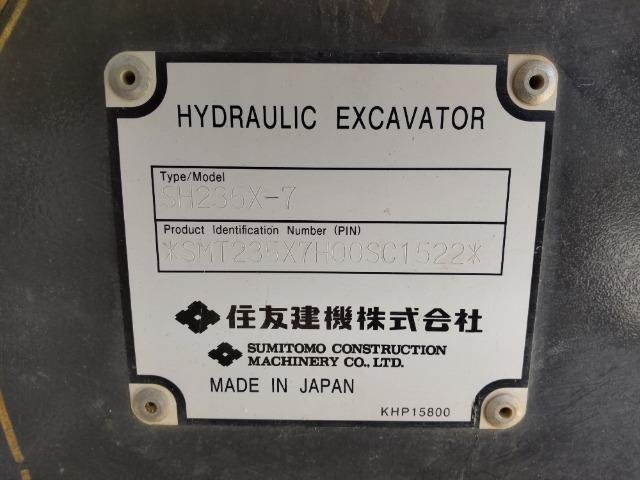 HYDRAULIC EXCAVATOR
Type/Model
SH235X-7
Product Identification Number (PIN)
*SMT235X7H00SC1522*
住友建機株式会社
SUMITOMO CONSTRUCTION
MACHINERY CO., LTD.
MADE IN JAPAN
KHP15800